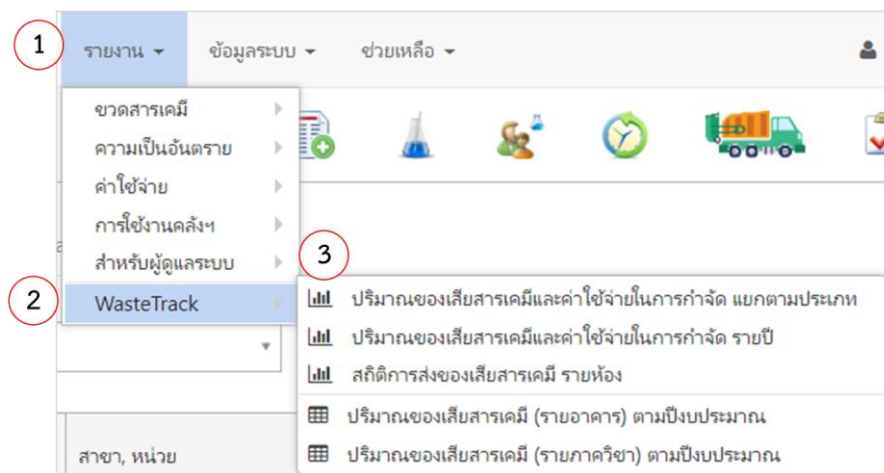 1
รายงาน ข้อมูลระบบ ช่วยเหลือ
ขวดสารเคมี
ความเป็นอันตราย
ค่าใช้จ่าย
การใช้งานคลังฯ
สำหรับผู้ดูแลระบบ
3
2
WasteTrack
ปริมาณของเสียสารเคมีและค่าใช้จ่ายในการกำจัด แยกตามประเภท
ปริมาณของเสียสารเคมีและค่าใช้จ่ายในการกำจัด รายปี
สถิติการส่งของเสียสารเคมี รายห้อง
ปริมาณของเสียสารเคมี (รายอาคาร) ตามปีงบประมาณ
ปริมาณของเสียสารเคมี (รายภาควิชา) ตามปีงบประมาณ
สาขา, หน่วย